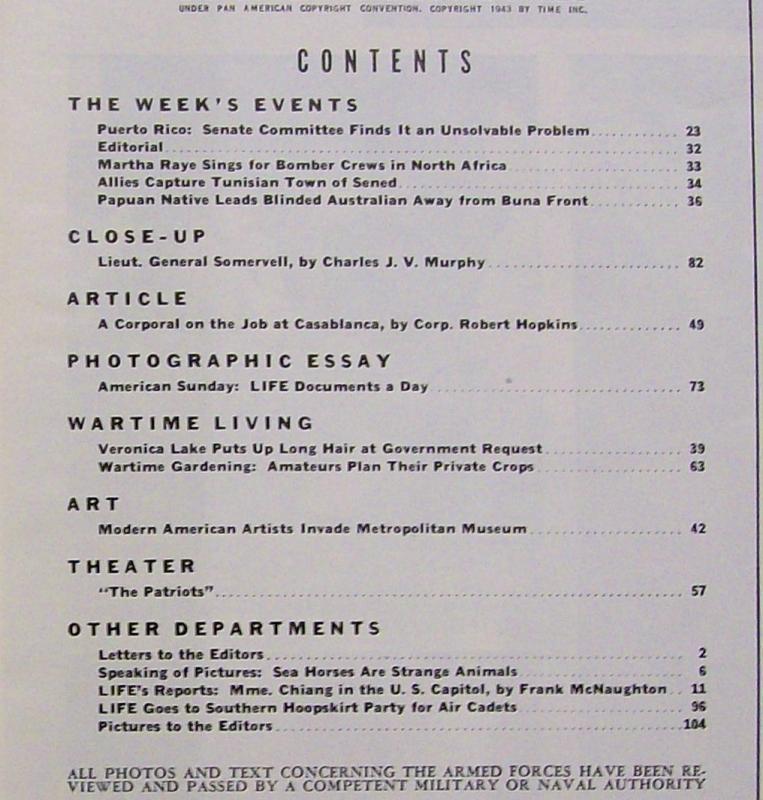 UNDER PAN AMERICAN COPYRIGHT CONVENTION. COPYRIGHT 1943 BY TIME INC.
CONTENTS
THE WEEK'S EVENTS
Puerto Rico: Senate Committee Finds It an Unsolvable Problem.......... 23
Editorial.......... 32
Martha Raye Sings for Bomber Crews in North Africa.......... 33
Allies Capture Tunisian Town of Sened.......... 34
Papuan Native Leads Blinded Australian Away from Buna Front.......... 36
CLOSE-UP
Lieut. General Somervell, by Charles J. V. Murphy.......... 82
ARTICLE
A Corporal on the Job at Casablanca, by Corp. Robert Hopkins.......... 49
PHOTOGRAPHIC ESSAY
American Sunday: LIFE Documents a Day.......... 73
WARTIME LIVING
Veronica Lake Puts Up Long Hair at Government Request.......... 39
Wartime Gardening: Amateurs Plan Their Private Crops.......... 63
ART
Modern American Artists Invade Metropolitan Museum.......... 42
THEATER
"The Patriots".......... 57
OTHER DEPARTMENTS
Letters to the Editors.......... 2
Speaking of Pictures: Sea Horses Are Strange Animals.......... 6
LIFE's Reports: Mme. Chiang in the U. S. Capitol, by Frank McNaughton.. 11
LIFE Goes to Southern Hoopskirt Party for Air Cadets.......... 96
Pictures to the Editors.......... 104
ALL PHOTOS AND TEXT CONCERNING THE ARMED FORCES HAVE BEEN RE-
VIEWED AND PASSED BY A COMPETENT MILITARY OR NAVAL AUTHORITY